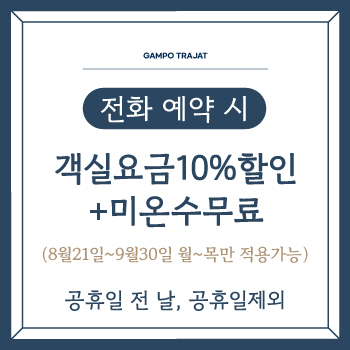 GAMPO TRAJAT
전화 예약 시
객실요금10%할인
+미온수무료
(8월21일~9월30일 월~목만 적용가능)
공휴일 전 날, 공휴일제외